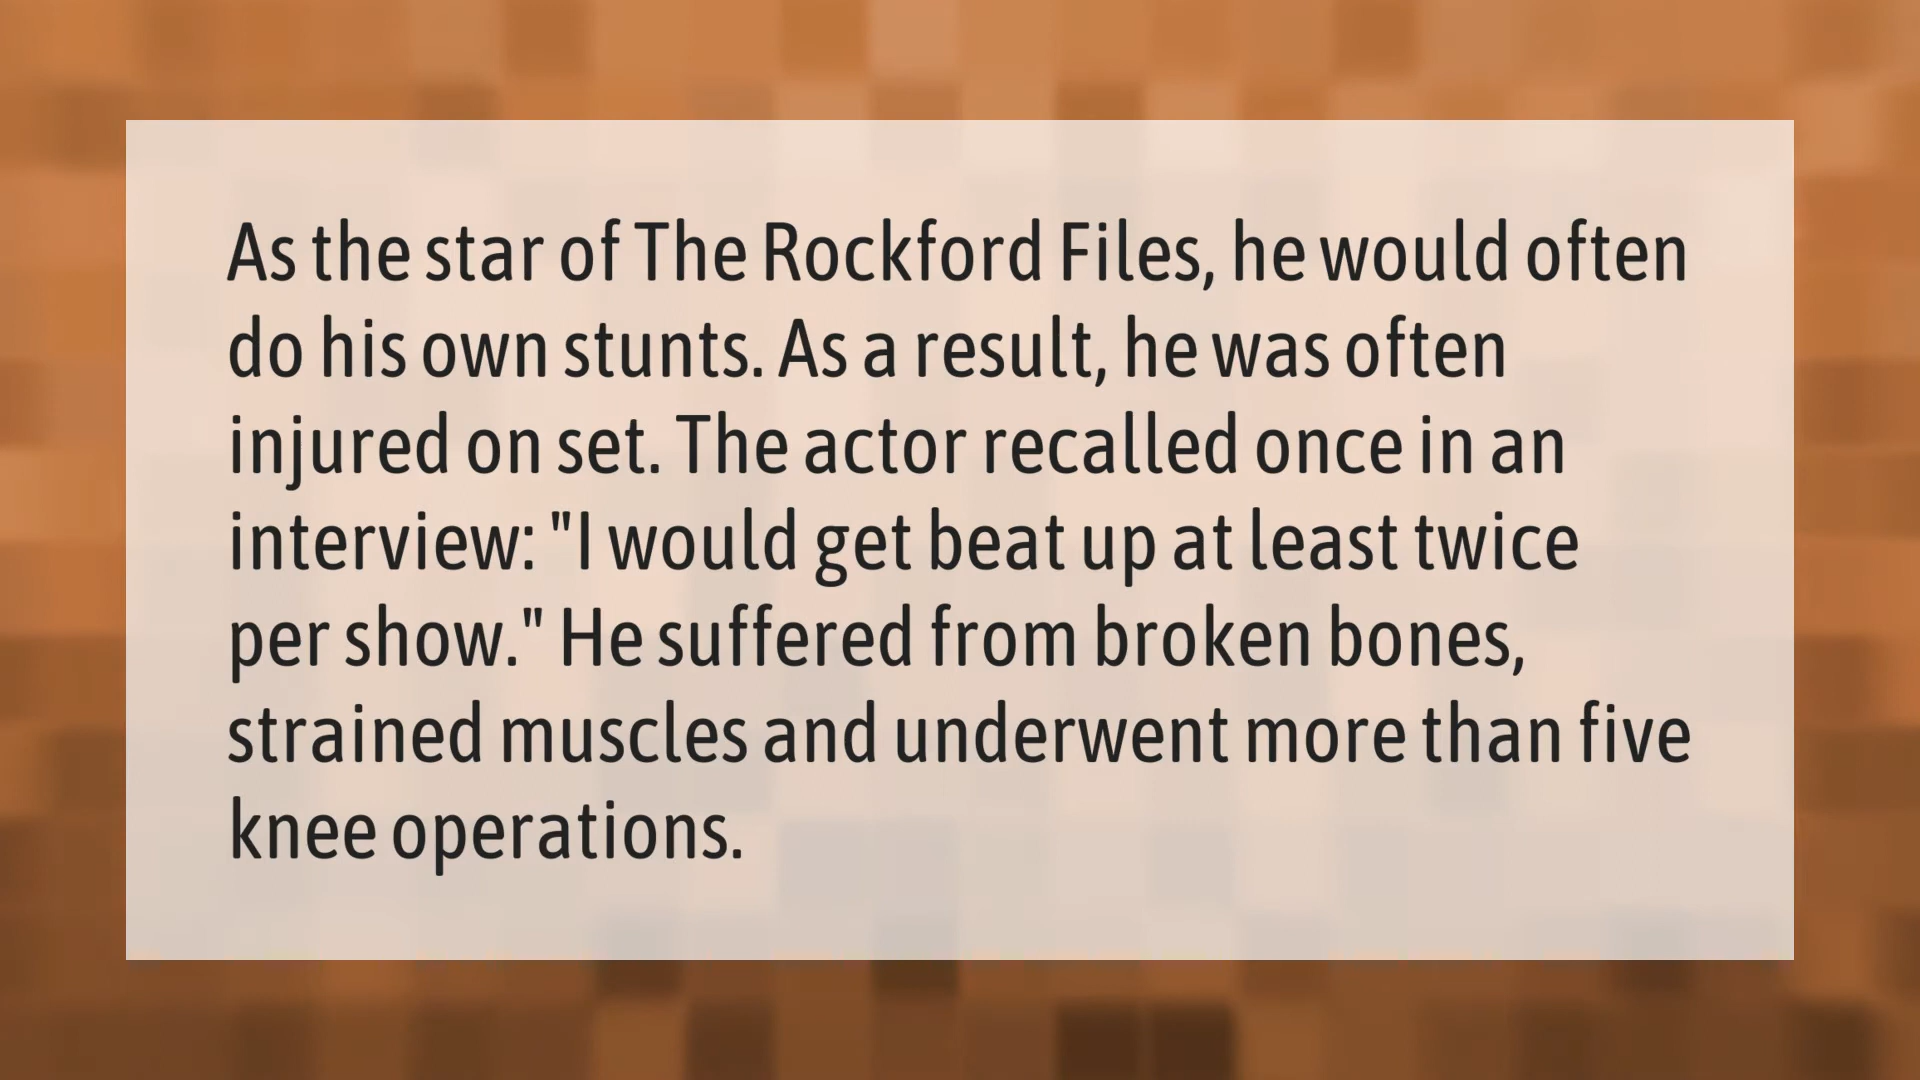 As the star of The Rockford Files, he would often
do his own stunts. As a result, he was often
injured on set. The actor recalled once in an
interview: "I would get beat up at least twice
per show." He suffered from broken bones,
strained muscles and underwent more than five
knee operations.